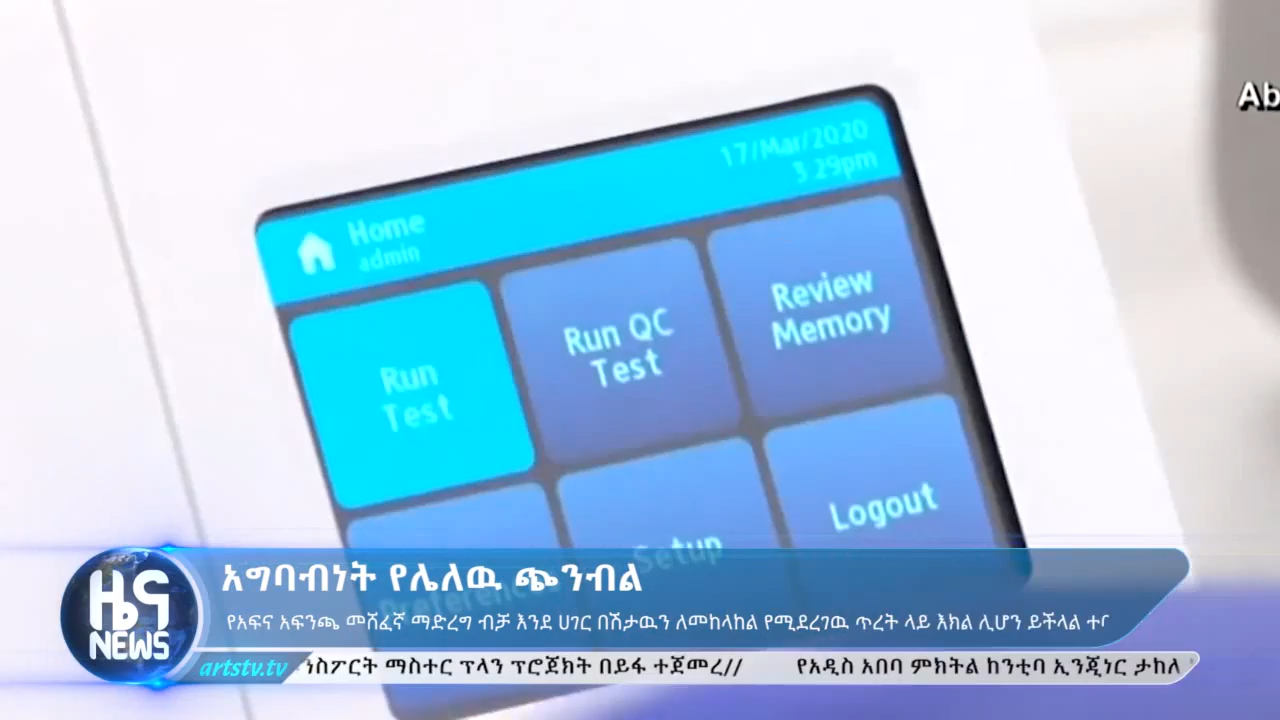 Ab
17/Mar/2020
3:29pm
Home
admin
Run
Test
Run QC
Test
Review
Memory
Preferences
Setup
Logout
አግባብነት የሌለዉ ጭንብል
የአፍና አፍንጫ መሸፈኛ ማድረግ ብቻ እንደ ሀገር በሽታዉን ለመከላከል የሚደረገዉ ጥረት ላይ እክል ሊሆን ይችላል ተ
ዜና
NEWS
artstv.tv
ንስፖርት ማስተር ፕላን ፕሮጀክት በይፋ ተጀመረ// የአዲስ አበባ ምክትል ከንቲባ ኢንጂነር ታከለ